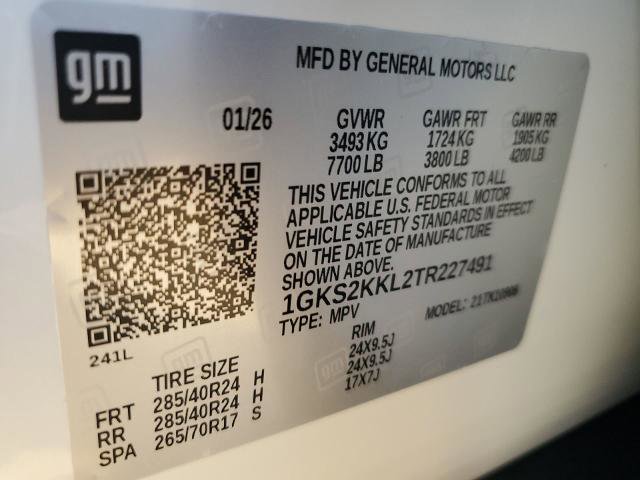 gm
MFD BY GENERAL MOTORS LLC
01/26
GVWR GAWR FRT GAWR RR
3493 KG 1724 KG 1905 KG
7700 LB 3800 LB 4200 LB
THIS VEHICLE CONFORMS TO ALL
APPLICABLE U.S. FEDERAL MOTOR
VEHICLE SAFETY STANDARDS IN EFFECT
ON THE DATE OF MANUFACTURE
SHOWN ABOVE.
1GKS2KKL2TR227491
TYPE: MPV MODEL:
241L
TIRE SIZE RIM
FRT 285/40R24 H 24X9.5J
RR 285/40R24 H 24X9.5J
SPA 265/70R17 S 17X7J